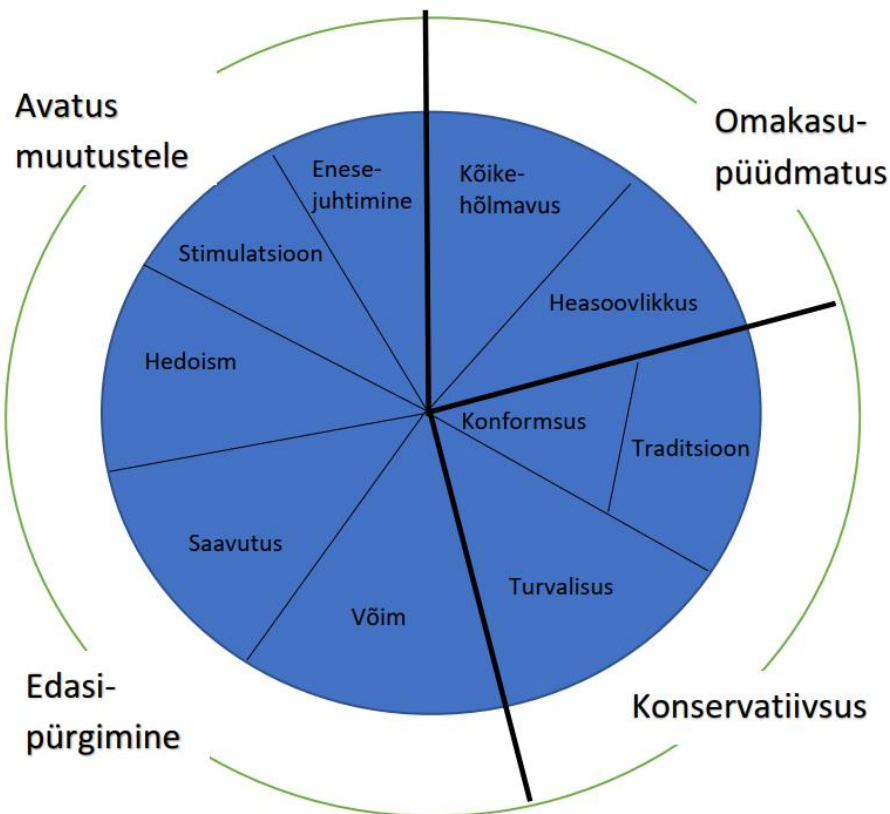 Avatus
muutustele
Omakasu-
püüdmatus
Enese-
juhtimine
Kõike-
hõlmavus
Stimulatsioon
Heasoovlikkus
Hedoism
Konformsus
Traditsioon
Saavutus
Turvalisus
Võim
Edasi-
pürgimine
Konservatiivsus